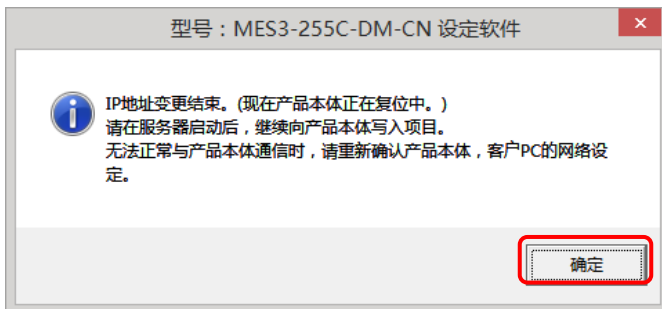 型号：MES3-255C-DM-CN 设定软件
IP地址变更结束。(现在产品本体正在复位中。)
请在服务器启动后，继续向产品本体写入项目。
无法正常与产品本体通信时，请重新确认产品本体，客户PC的网络设
定。
确定